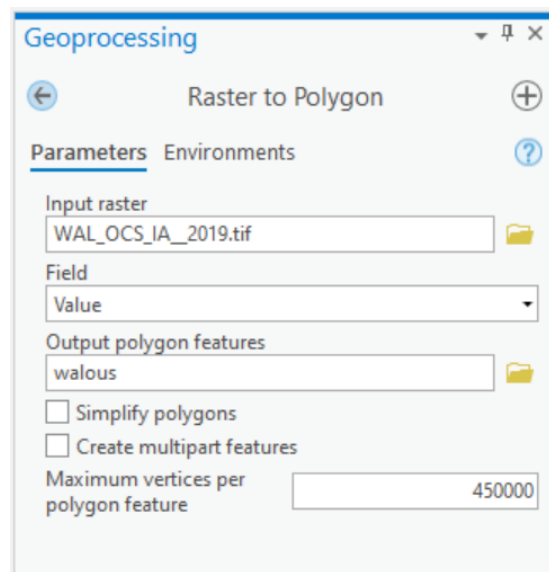 Geoprocessing
Raster to Polygon
Parameters Environments
Input raster
WAL_OCS_IA__2019.tif
Field
Value
Output polygon features
walous
Simplify polygons
Create multipart features
Maximum vertices per
polygon feature
450000